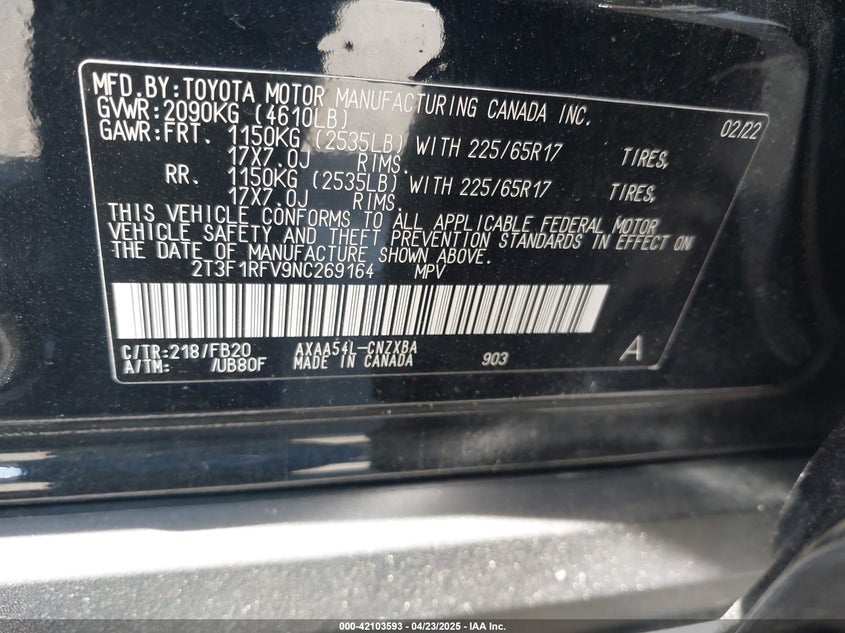 MFD.BY:TOYOTA MOTOR MANUFACTURING CANADA INC.
GVWR:2090KG (4610LB) 02/22
GAWR:FRT. 1150KG (2535LB) WITH 225/65R17 TIRES,
17X7.0J RIMS.
RR. 1150KG (2535LB) WITH 225/65R17 TIRES,
17X7.0J RIMS.
THIS VEHICLE CONFORMS TO ALL APPLICABLE FEDERAL MOTOR
VEHICLE SAFETY AND THEFT PREVENTION STANDARDS IN EFFECT ON
THE DATE OF MANUFACTURE SHOWN ABOVE.
2T3F1RFV9NC269164 MPV
C/TR:218/FB20 AXAA54L-CNZXBA
A/TM: /UB80F MADE IN CANADA 903 A
000-42103593 - 04/23/2025 - IAA Inc.